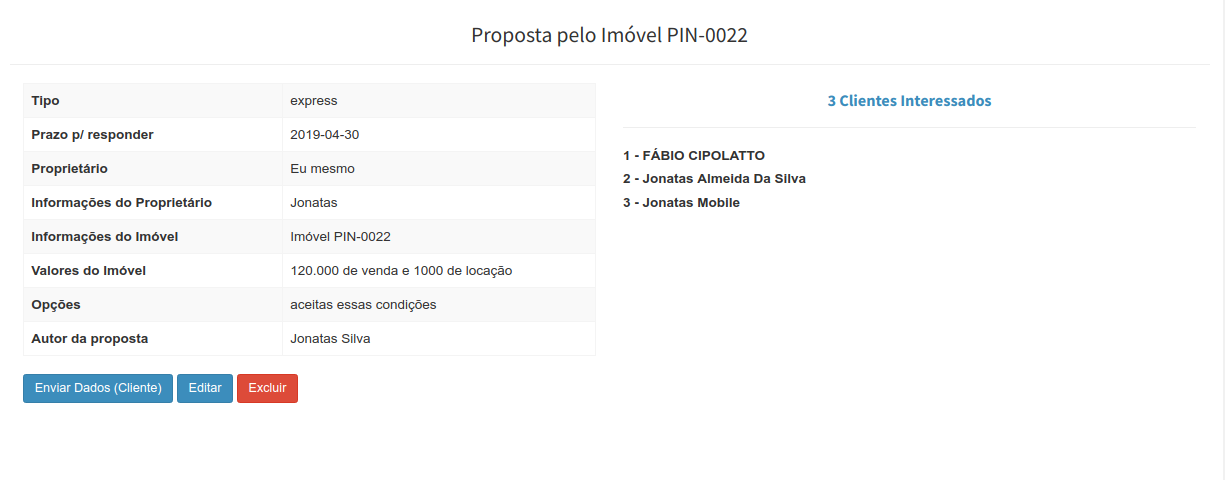 Proposta pelo Imóvel PIN-0022
Tipo express
Prazo p/ responder 2019-04-30
Proprietário Eu mesmo
Informações do Proprietário Jonatas
Informações do Imóvel Imóvel PIN-0022
Valores do Imóvel 120.000 de venda e 1000 de locação
Opções aceitas essas condições
Autor da proposta Jonatas Silva
Enviar Dados (Cliente) Editar Excluir
3 Clientes Interessados
1 - FÁBIO CIPOLATTO
2 - Jonatas Almeida Da Silva
3 - Jonatas Mobile